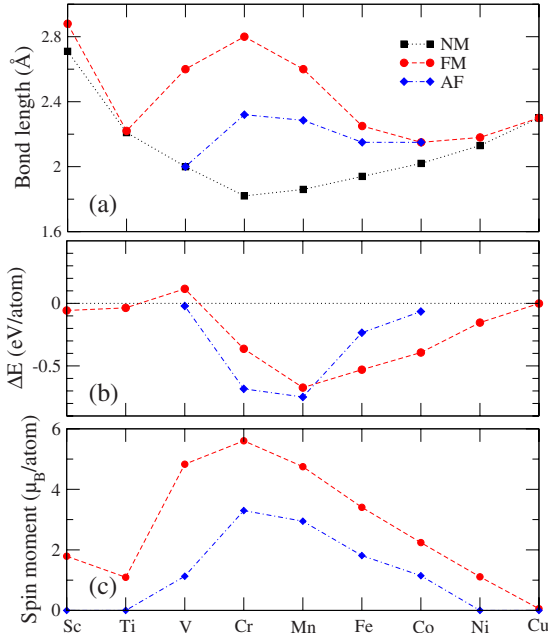 2.8
2.4
2
1.6
Bond length (Å)
NM
FM
AF
(a)
0
-0.5
ΔE (eV/atom)
(b)
6
4
2
0
Spin moment (μB/atom)
(c)
Sc Ti V Cr Mn Fe Co Ni Cu